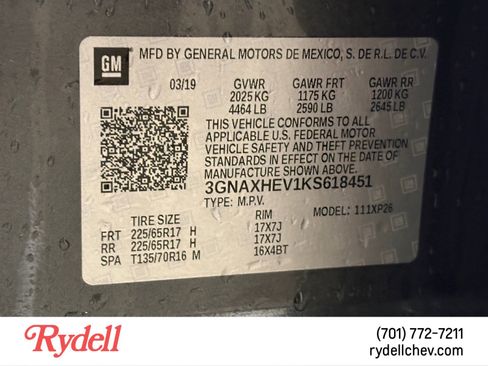 GM
MFD BY GENERAL MOTORS DE MEXICO, S. DE R.L. DE C.V.
03/19 GVWR GAWR FRT GAWR RR
2025 KG 1175 KG 1200 KG
4464 LB 2590 LB 2645 LB
THIS VEHICLE CONFORMS TO ALL
APPLICABLE U.S. FEDERAL MOTOR
VEHICLE SAFETY AND THEFT PREVENTION
STANDARDS IN EFFECT ON THE DATE OF
MANUFACTURE SHOWN ABOVE.
3GNAXHEV1KS618451
TYPE: M.P.V. MODEL: 111XP26
TIRE SIZE RIM
FRT 225/65R17 H 17X7J
RR 225/65R17 H 17X7J
SPA T135/70R16 M 16X4BT
Rydell
(701) 772-7211
rydellchev.com